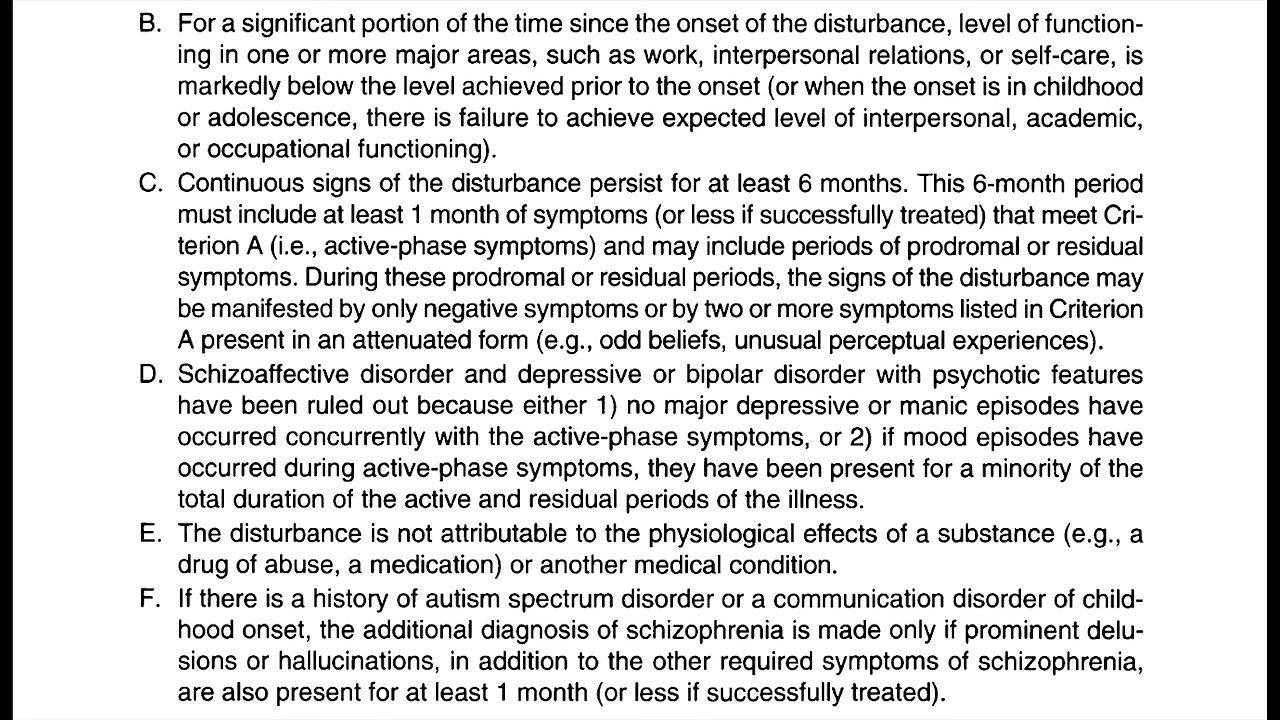 B. For a significant portion of the time since the onset of the disturbance, level of function-
ing in one or more major areas, such as work, interpersonal relations, or self-care, is
markedly below the level achieved prior to the onset (or when the onset is in childhood
or adolescence, there is failure to achieve expected level of interpersonal, academic,
or occupational functioning).
C. Continuous signs of the disturbance persist for at least 6 months. This 6-month period
must include at least 1 month of symptoms (or less if successfully treated) that meet Cri-
terion A (i.e., active-phase symptoms) and may include periods of prodromal or residual
symptoms. During these prodromal or residual periods, the signs of the disturbance may
be manifested by only negative symptoms or by two or more symptoms listed in Criterion
A present in an attenuated form (e.g., odd beliefs, unusual perceptual experiences).
D. Schizoaffective disorder and depressive or bipolar disorder with psychotic features
have been ruled out because either 1) no major depressive or manic episodes have
occurred concurrently with the active-phase symptoms, or 2) if mood episodes have
occurred during active-phase symptoms, they have been present for a minority of the
total duration of the active and residual periods of the illness.
E. The disturbance is not attributable to the physiological effects of a substance (e.g., a
drug of abuse, a medication) or another medical condition.
F. If there is a history of autism spectrum disorder or a communication disorder of child-
hood onset, the additional diagnosis of schizophrenia is made only if prominent delu-
sions or hallucinations, in addition to the other required symptoms of schizophrenia,
are also present for at least 1 month (or less if successfully treated).